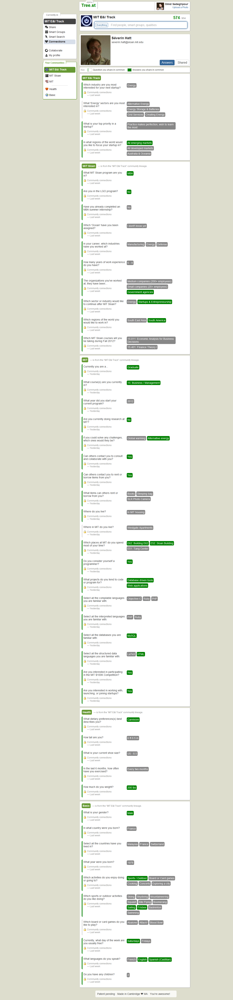 alpha
Tree.st
Omid Sadeghpour
Upload a Photo
Currently in
MIT E&I Track
Share
Smart Groups
Smart Search
Connections
Collaborate
My profile
Your Communities
MIT E&I Track
MIT Sloan
MIT
Health
Basic
MIT E&I Track
574 / 914
Everything Find people, smart groups, qualities
Séverin Hatt
severin.hatt@sloan.mit.edu
Answers Shared
Key: Question you share in common Answers you share in common
MIT E&I Track
Which industry are you most
interested for your next startup?
Energy
Community connections
— Last week
What 'Energy' sectors are you most
interested in?
Alternative Energy
Energy Storage & Batteries
Grid Services Creating Energy
Community connections
— Last week
What is your top priority in a
startup?
Practice makes perfection, wish to learn
the most
Community connections
— Last week
In what regions of the world would
you like to focus your startup in?
All emerging markets
All developed markets
Australia & Oceania
Community connections
— Last week
MIT Sloan — is from the "MIT E&I Track" community lineage.
What MIT Sloan program are you
in?
MBA
Community connections
— Last week
Are you in the LGO program?
No
Community connections
— Last week
Have you already completed an
MBA summer internship?
No
Community connections
— Last week
Which 'Ocean' have you been
assigned?
I dont't know yet
Community connections
— Last week
In your career, which industries
have you worked at?
Manufacturing Energy Defense
Community connections
— Last week
How many years of work experience
do you have?
6 - 8
Community connections
— Last week
The organizations you've worked
at, they have been...
Medium companies (200+ employees)
Small companies (20+ employees)
Government agencies
Community connections
— Last week
Which sector or industry would like
to continue after MIT Sloan?
Energy Startups & Entrepreneurship
Community connections
— Last week
Which regions of the world you
would like to work in?
South East Asia South America
Community connections
— Last week
Which MIT Sloan courses will you
be taking during Fall 2012?
15.011: Economic Analysis for Business
Decisions
15.401: Finance Theory I
Community connections
— Last week
MIT — is from the "MIT E&I Track" community lineage.
Currently you are a...
Graduate
Community connections
— Yesterday
What course(s) are you currently
in?
15: Business / Management
Community connections
— Yesterday
What year did you start your
current program?
2012
Community connections
— Yesterday
Are you currently doing research at
MIT?
No
Community connections
— Yesterday
If you could solve any challenges,
which ones would they be?
Global warming Alternative energy
Community connections
— Yesterday
Can others contact you to consult
and collaborate with you?
Yes
Community connections
— Yesterday
Can others contact you to rent or
borrow items from you?
Yes
Community connections
— Yesterday
What items can others rent or
borrow from you?
Books Sleeping bag
SLR Photo Camera
Community connections
— Yesterday
Where do you live?
In MIT housing
Community connections
— Yesterday
Where in MIT do you live?
Westgate Apartments
Community connections
— Yesterday
Which places at MIT do you spend
most of your time?
E62: Building E62 E52: Sloan Building
E51: Tang Center
Community connections
— Yesterday
Do you consider yourself a
programmer?
Yes
Community connections
— Yesterday
What projects do you tend to code
or program for?
Database driven tools
Web applications
Community connections
— Yesterday
Select all the compilable languages
you are familiar with:
Objective-C Ruby PHP
Community connections
— Yesterday
Select all the interpreted languages
you are familiar with:
PHP Ruby
Community connections
— Yesterday
Select all the databases you are
familiar with:
MySQL
Community connections
— Yesterday
Select all the structured data
languages you are familiar with:
LaTeX HTML
Community connections
— Yesterday
Are you interested in participating
in the MIT $100K Competition?
Yes
Community connections
— Yesterday
Are you interested in working with,
launching, or joining startups?
Yes
Community connections
— Yesterday
Health — is from the "MIT E&I Track" community lineage.
What dietary preferences(s) best
describes you?
Carnivore
Community connections
— Last week
How tall are you?
6 ft 0.5 in
Community connections
— Last week
What is your current shoe size?
US - 8.5
Community connections
— Last week
In the last 6 months, how often
have you exercised?
Every two months
Community connections
— Last week
How much do you weight?
200 lbs
Community connections
— Last week
Basic — is from the "MIT E&I Track" community lineage.
What is your gender?
Male
Community connections
— Last week
In what country were you born?
France
Community connections
— Last week
Select all the countries have you
lived in?
Malaysia France Switzerland
Community connections
— Last week
What year were you born?
1978
Community connections
— Last week
Which activities do you enjoy doing
or going to?
Sports / Outdoor Board or Card games
Cooking Concerts Exploring a city
Community connections
— Last week
Which sports or outdoor activities
do you like doing?
Skiing Skydiving Mountaineering
Squash Kite Flying Boomerang
Sailing Frisbee Badminton
Swimming
Community connections
— Last week
Which board or card games do you
like to play?
Abalone Attack! Blood Bowl
Community connections
— Last week
Currently, what day of the week are
you usually free?
Saturdays Fridays
Community connections
— Last week
What languages do you speak?
French English Spanish (Castilian)
Community connections
— Last week
Do you have any children?
2
Community connections
— Last week
Patent pending · Made in Cambridge ❤ MA · You're awesome!